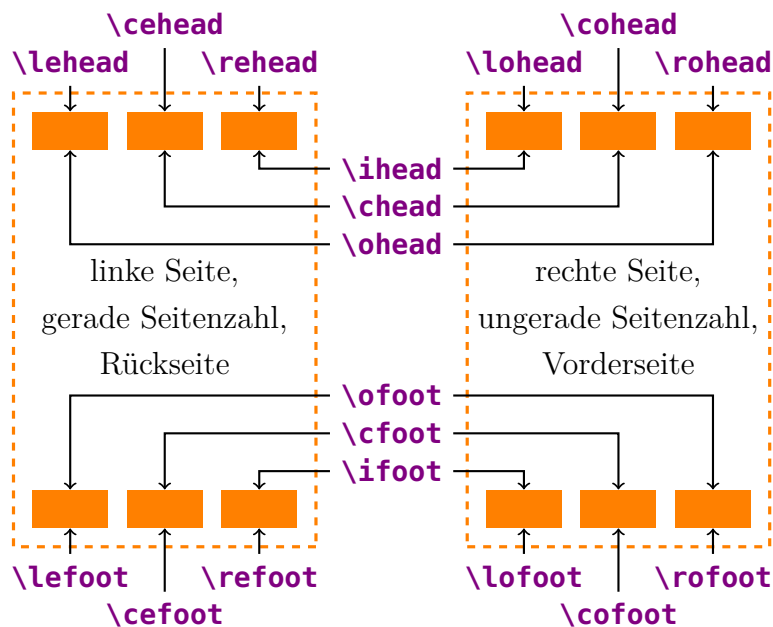 \cehead
\cohead
\lehead
\rehead
\lohead
\rohead
\ihead
\chead
\ohead
linke Seite,
gerade Seitenzahl,
Rückseite
rechte Seite,
ungerade Seitenzahl,
Vorderseite
\ofoot
\cfoot
\ifoot
\lefoot
\refoot
\lofoot
\rofoot
\cefoot
\cofoot